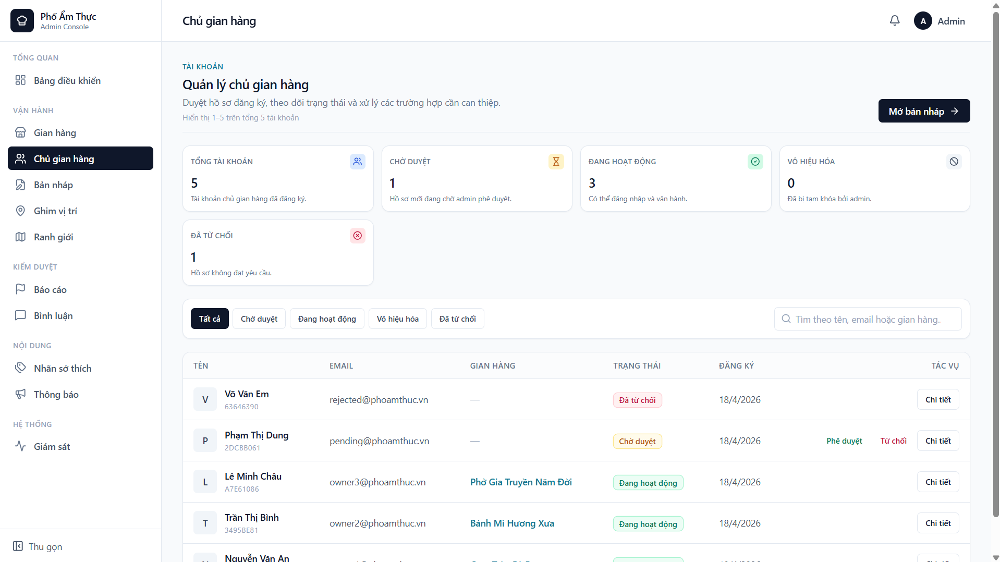 Phố Ẩm Thực
Admin Console
TỔNG QUAN
Bảng điều khiển
VẬN HÀNH
Gian hàng
Chủ gian hàng
Bản nháp
Ghim vị trí
Ranh giới
KIỂM DUYỆT
Báo cáo
Bình luận
NỘI DUNG
Nhãn sở thích
Thông báo
HỆ THỐNG
Giám sát
Thu gọn
Chủ gian hàng
A
Admin
TÀI KHOẢN
Quản lý chủ gian hàng
Duyệt hồ sơ đăng ký, theo dõi trạng thái và xử lý các trường hợp cần can thiệp.
Hiển thị 1–5 trên tổng 5 tài khoản
Mở bản nháp
TỔNG TÀI KHOẢN
5
Tài khoản chủ gian hàng đã đăng ký.
CHỜ DUYỆT
1
Hồ sơ mới đang chờ admin phê duyệt.
ĐANG HOẠT ĐỘNG
3
Có thể đăng nhập và vận hành.
VÔ HIỆU HÓA
0
Đã bị tạm khóa bởi admin.
ĐÃ TỪ CHỐI
1
Hồ sơ không đạt yêu cầu.
Tất cả Chờ duyệt Đang hoạt động Vô hiệu hóa Đã từ chối
Tìm theo tên, email hoặc gian hàng.
TÊN EMAIL GIAN HÀNG TRẠNG THÁI ĐĂNG KÝ TÁC VỤ
V Võ Văn Em rejected@phoamthuc.vn — Đã từ chối 18/4/2026 Chi tiết
63646390
P Phạm Thị Dung pending@phoamthuc.vn — Chờ duyệt 18/4/2026 Phê duyệt Từ chối Chi tiết
2DCBB061
L Lê Minh Châu owner3@phoamthuc.vn Phở Gia Truyền Năm Đời Đang hoạt động 18/4/2026 Chi tiết
A7E61086
T Trần Thị Bình owner2@phoamthuc.vn Bánh Mì Hương Xưa Đang hoạt động 18/4/2026 Chi tiết
3495BE81
Nguyễn Văn An